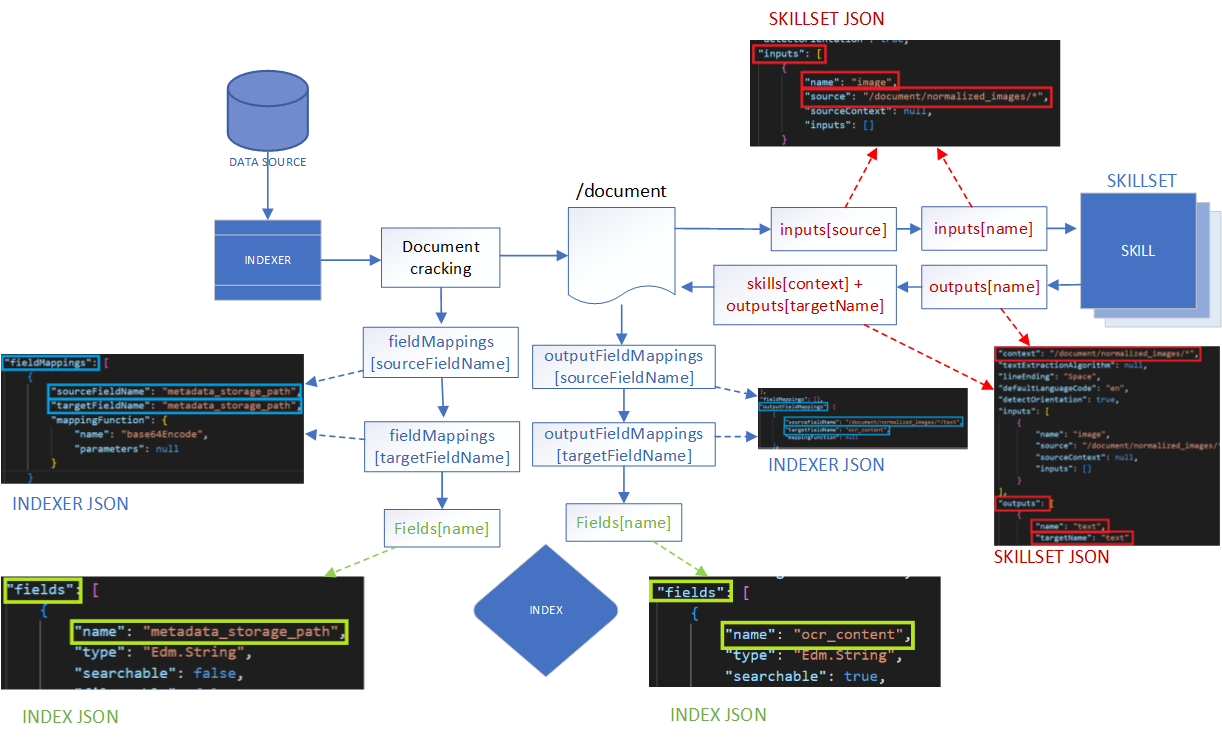 SKILLSET JSON
"inputs": [
{
"name": "image",
"source": "/document/normalized_images/*",
"sourceContext": null,
"inputs": []
}
DATA SOURCE
/document
SKILLSET
INDEXER
Document
cracking
inputs[source]
inputs[name]
SKILL
skills[context] +
outputs[targetName]
outputs[name]
fieldMappings
[sourceFieldName]
outputFieldMappings
[sourceFieldName]
"fieldMappings": [
{
"sourceFieldName": "metadata_storage_path",
"targetFieldName": "metadata_storage_path",
"mappingFunction": {
"name": "base64Encode",
"parameters": null
}
}
INDEXER JSON
fieldMappings
[targetFieldName]
outputFieldMappings
[targetFieldName]
"fieldMappings": [],
"outputFieldMappings": [
{
"sourceFieldName": "/document/normalized_images/*/text",
"targetFieldName": "ocr_content",
"mappingFunction": null
INDEXER JSON
"context": "/document/normalized_images/*",
"textExtractionAlgorithm": null,
"lineEnding": "Space",
"defaultLanguageCode": "en",
"detectOrientation": true,
"inputs": [
{
"name": "image",
"source": "/document/normalized_images/*
"sourceContext": null,
"inputs": []
}
],
"outputs": [
{
"name": "text",
"targetName": "text"
SKILLSET JSON
Fields[name]
Fields[name]
"fields": [
{
"name": "metadata_storage_path",
"type": "Edm.String",
"searchable": false,
INDEX JSON
INDEX
"fields": [
{
"name": "ocr_content",
"type": "Edm.String",
"searchable": true,
INDEX JSON